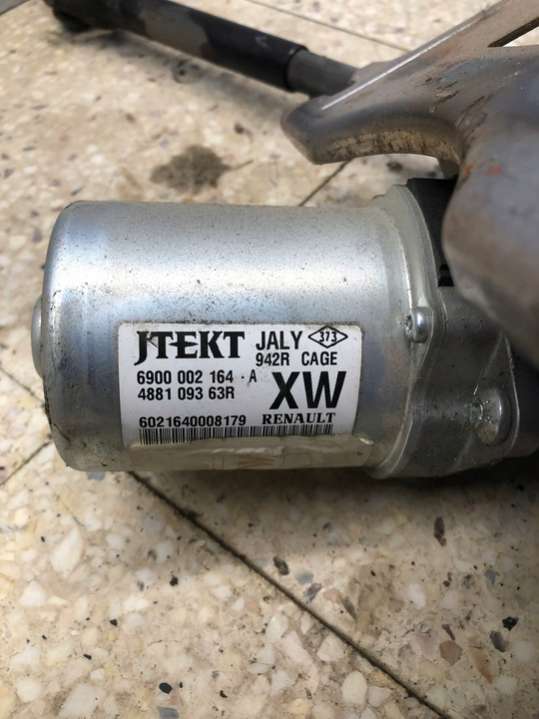 JTEKT JALY 373
942R CAGE
6900 002 164 - A
4881 093 63R
XW
6021640008179 RENAULT